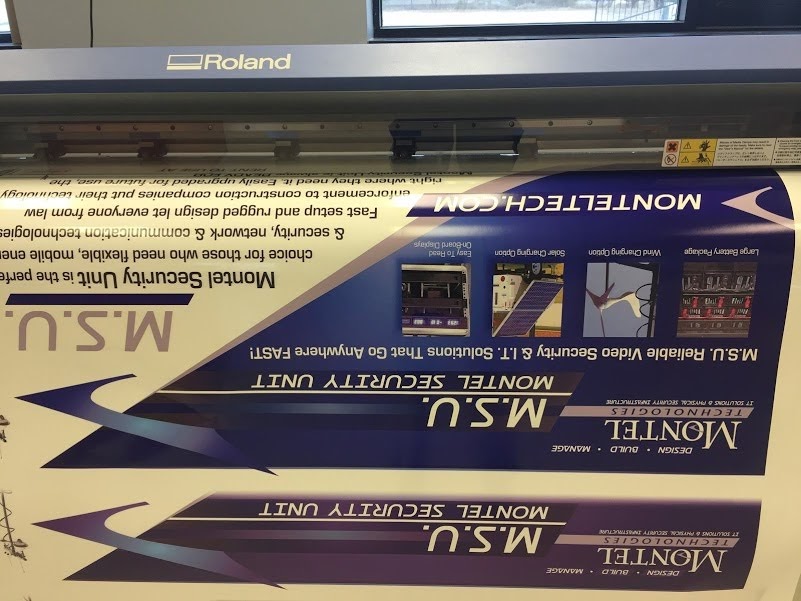 Roland
DESIGN • BUILD • MANAGE
MONTEL
TECHNOLOGIES
IT SOLUTIONS & PHYSICAL SECURITY INFRASTRUCTURE
M.S.U.
MONTEL SECURITY UNIT
DESIGN • BUILD • MANAGE
MONTEL
TECHNOLOGIES
IT SOLUTIONS & PHYSICAL SECURITY INFRASTRUCTURE
M.S.U.
MONTEL SECURITY UNIT
M.S.U. Reliable Video Security & I.T. Solutions That Go Anywhere FAST!
Large Battery Package
Wind Charging Option
Solar Charging Option
Easy To Read
On-Board Displays
MONTELTECH.COM
M.S.U.
Montel Security Unit is the perfe
choice for those who need, flexible, mobile ener
& security, network & communication technologies
Fast setup and rugged design let everyone from law
enforcement to construction companies put their technology
right where they need it. Easily upgraded for future use, the